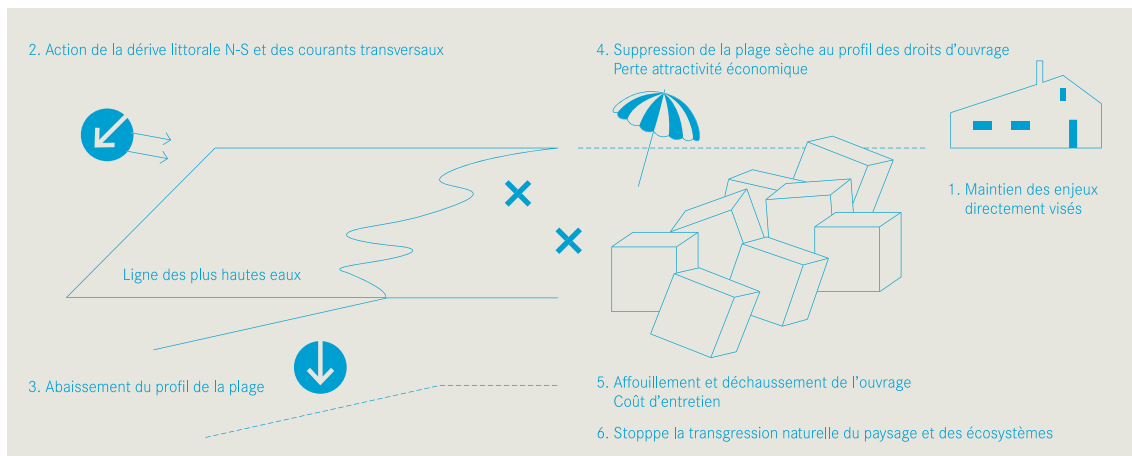 2. Action de la dérive littorale N-S et des courants transversaux
4. Suppression de la plage sèche au profil des droits d'ouvrage
Perte attractivité économique
1. Maintien des enjeux
directement visés
Ligne des plus hautes eaux
3. Abaissement du profil de la plage
5. Affouillement et déchaussement de l'ouvrage
Coût d'entretien
6. Stopppe la transgression naturelle du paysage et des écosystèmes